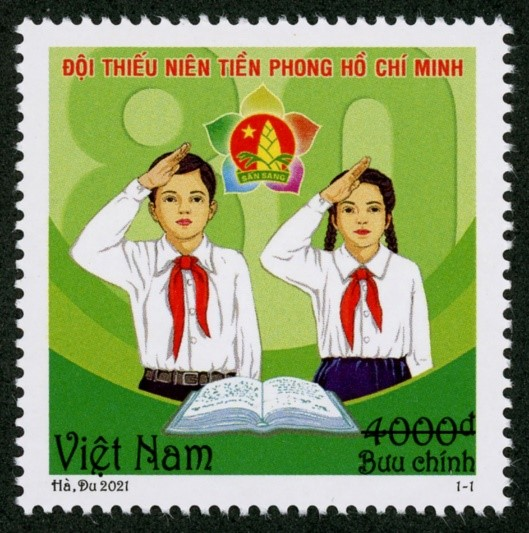 80
ĐỘI THIẾU NIÊN TIỀN PHONG HỒ CHÍ MINH
SẴN SÀNG
Việt Nam
4000đ
Bưu chính
Hà, Du 2021
1-1